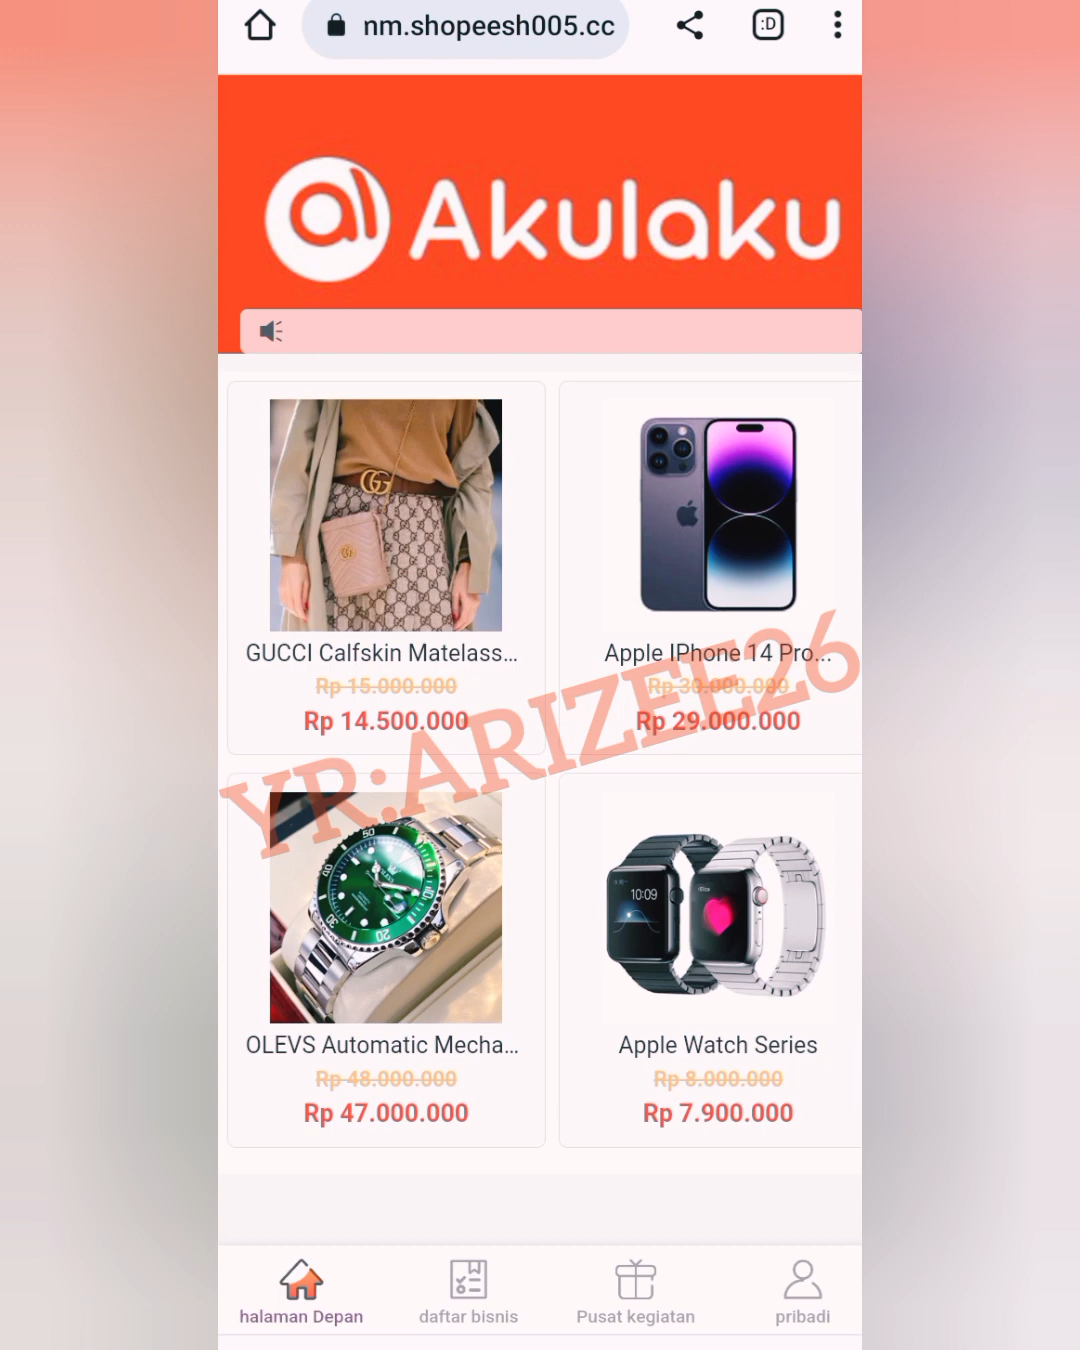 nm.shopeesh005.cc
:D
Akulaku
GUCCI Calfskin Matelass...
Rp 15.000.000
Rp 14.500.000
Apple IPhone 14 Pro...
Rp 30.000.000
Rp 29.000.000
YR:ARIZEE26
OLEVS Automatic Mecha...
Rp 48.000.000
Rp 47.000.000
10:09
Apple Watch Series
Rp 8.000.000
Rp 7.900.000
halaman Depan
daftar bisnis
Pusat kegiatan
pribadi